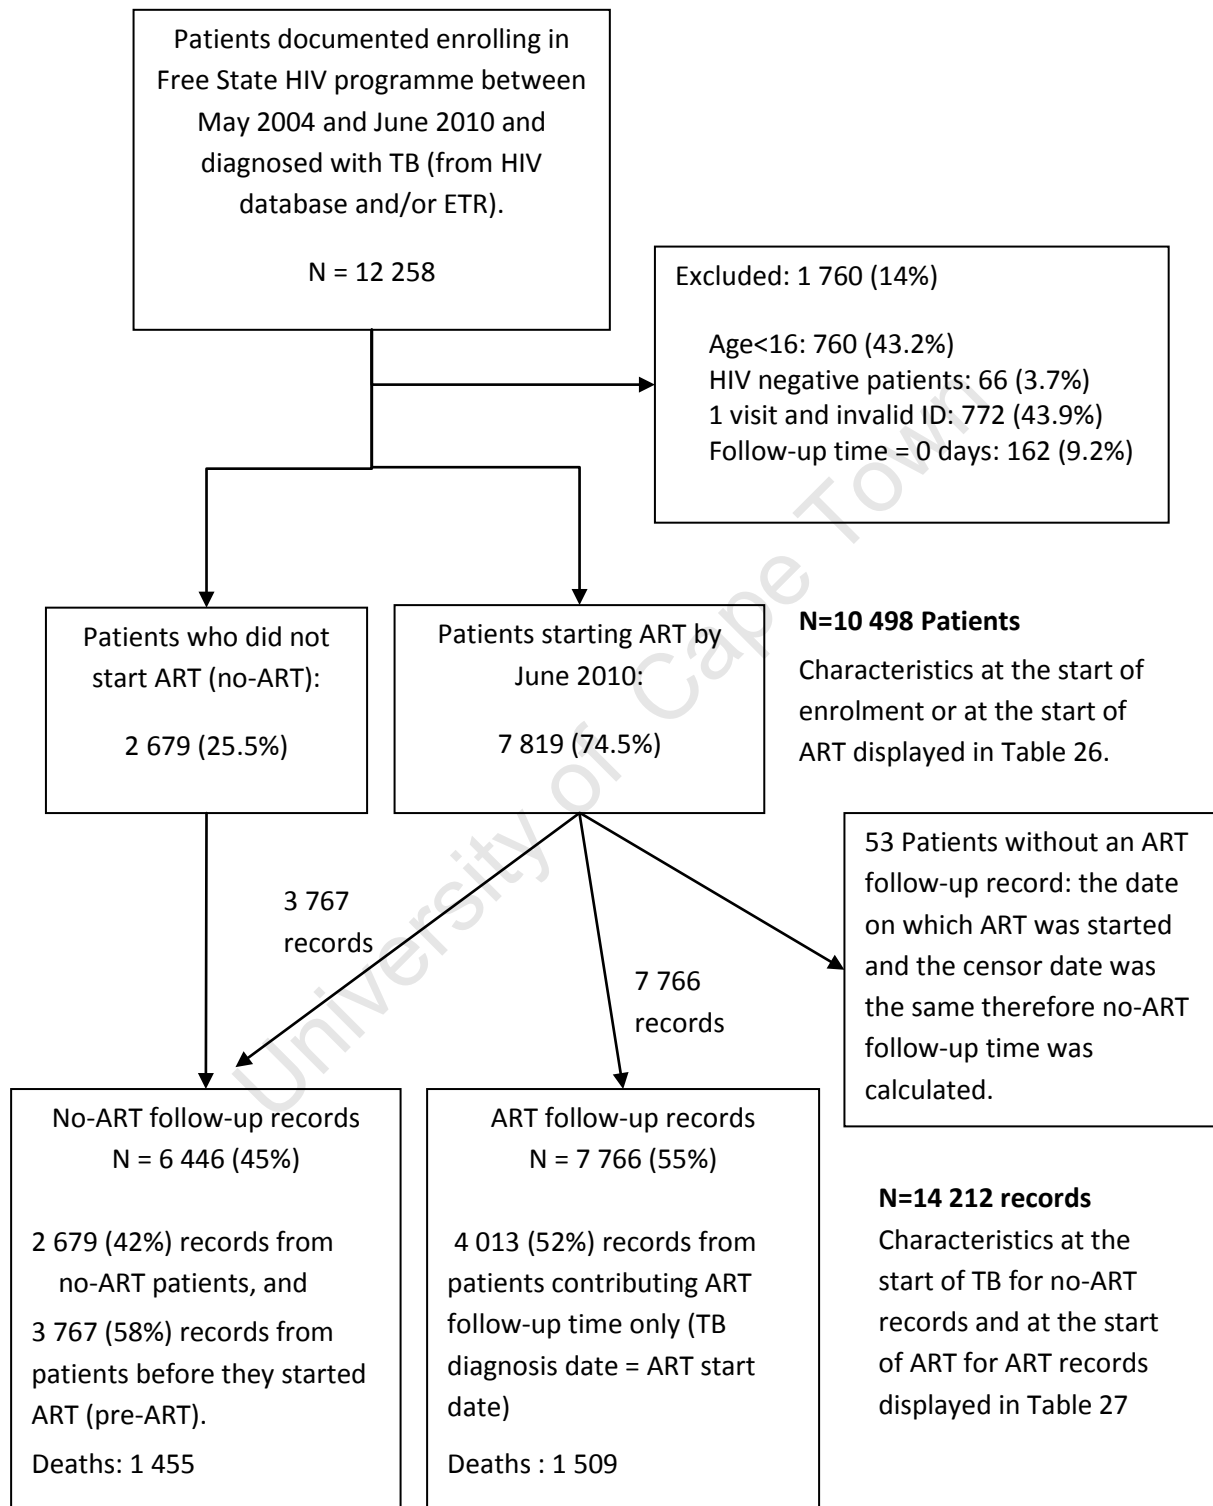 Patients documented enrolling in
Free State HIV programme between
May 2004 and June 2010 and
diagnosed with TB (from HIV
database and/or ETR).
N = 12 258
Excluded: 1 760 (14%)
Age<16: 760 (43.2%)
HIV negative patients: 66 (3.7%)
1 visit and invalid ID: 772 (43.9%)
Follow-up time = 0 days: 162 (9.2%)
Patients who did not
start ART (no-ART):
2 679 (25.5%)
Patients starting ART by
June 2010:
7 819 (74.5%)
N=10 498 Patients
Characteristics at the start of
enrolment or at the start of
ART displayed in Table 26.
53 Patients without an ART
follow-up record: the date
on which ART was started
and the censor date was
the same therefore no-ART
follow-up time was
calculated.
3 767
records
7 766
records
No-ART follow-up records
N = 6 446 (45%)
2 679 (42%) records from
no-ART patients, and
3 767 (58%) records from
patients before they started
ART (pre-ART).
Deaths: 1 455
ART follow-up records
N = 7 766 (55%)
4 013 (52%) records from
patients contributing ART
follow-up time only (TB
diagnosis date = ART start
date)
Deaths : 1 509
N=14 212 records
Characteristics at the
start of TB for no-ART
records and at the start
of ART for ART records
displayed in Table 27
University of Cape Town